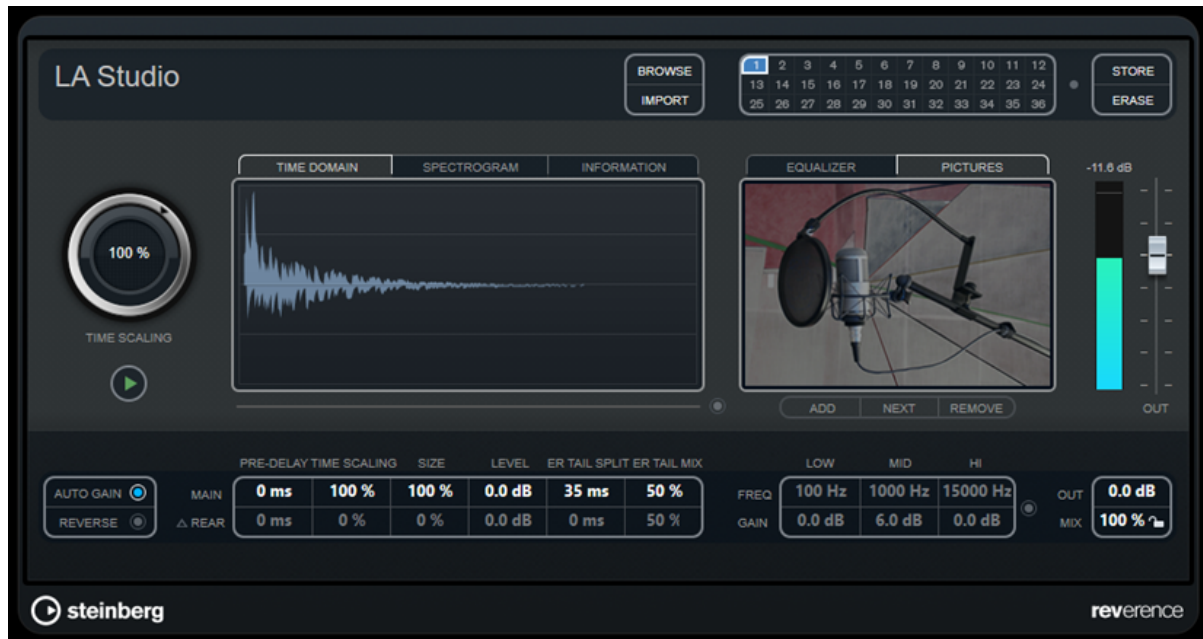 LA Studio
BROWSE
IMPORT
1 2 3 4 5 6 7 8 9 10 11 12
13 14 15 16 17 18 19 20 21 22 23 24
25 26 27 28 29 30 31 32 33 34 35 36
STORE
ERASE
TIME DOMAIN SPECTROGRAM INFORMATION
EQUALIZER PICTURES
-11.6 dB
100 %
TIME SCALING
ADD NEXT REMOVE
OUT
PRE-DELAY TIME SCALING SIZE LEVEL ER TAIL SPLIT ER TAIL MIX
LOW MID HI
AUTO GAIN
REVERSE
MAIN 0 ms 100 % 100 % 0.0 dB 35 ms 50 %
△ REAR 0 ms 0 % 0 % 0.0 dB 0 ms 50 %
FREQ 100 Hz 1000 Hz 15000 Hz
GAIN 0.0 dB 6.0 dB 0.0 dB
OUT 0.0 dB
MIX 100 %
steinberg
reverence